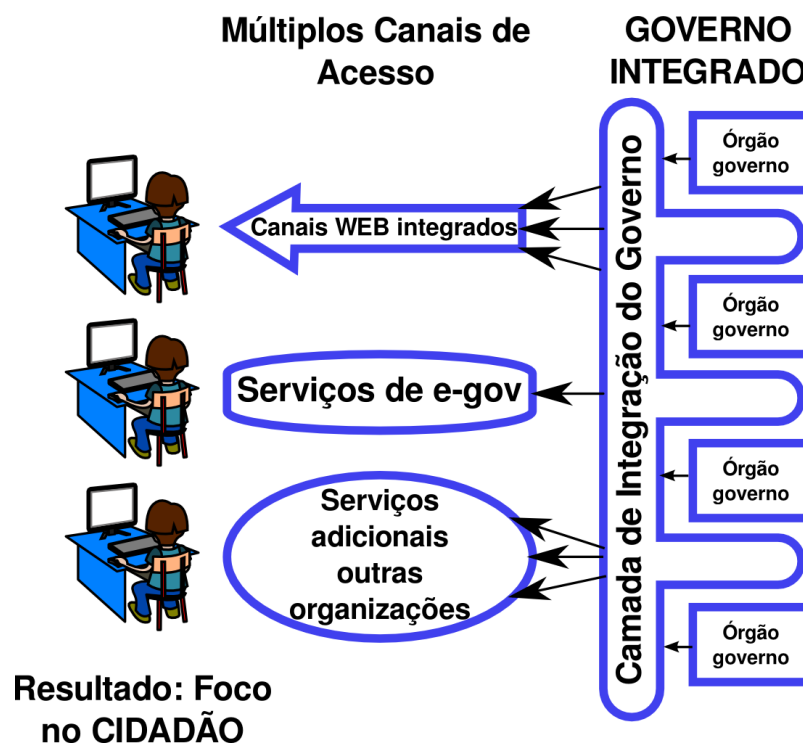 Múltiplos Canais de
Acesso
GOVERNO
INTEGRADO
Canais WEB integrados
Serviços de e-gov
Serviços
adicionais
outras
organizações
Camada de Integração do Governo
Órgão
governo
Órgão
governo
Órgão
governo
Órgão
governo
Resultado: Foco
no CIDADÃO